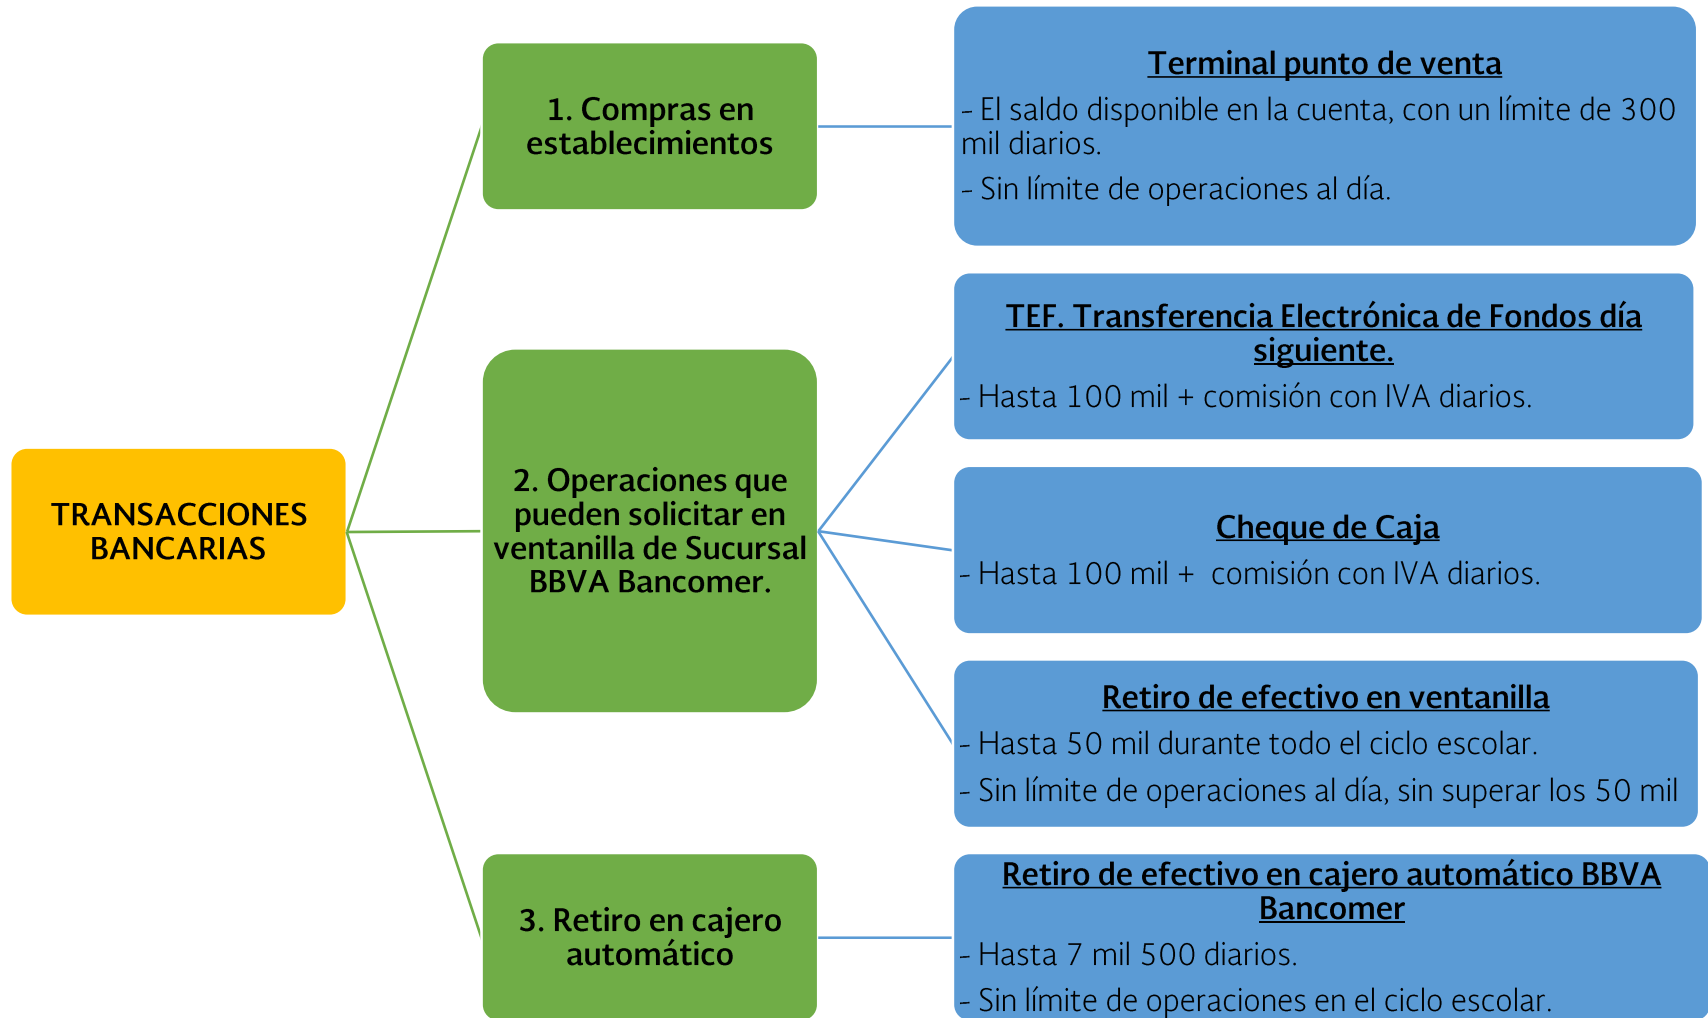 TRANSACCIONES
BANCARIAS
1. Compras en
establecimientos
Terminal punto de venta
- El saldo disponible en la cuenta, con un límite de 300
mil diarios.
- Sin límite de operaciones al día.
2. Operaciones que
pueden solicitar en
ventanilla de Sucursal
BBVA Bancomer.
TEF. Transferencia Electrónica de Fondos día
siguiente.
- Hasta 100 mil + comisión con IVA diarios.
Cheque de Caja
- Hasta 100 mil +  comisión con IVA diarios.
Retiro de efectivo en ventanilla
- Hasta 50 mil durante todo el ciclo escolar.
- Sin límite de operaciones al día, sin superar los 50 mil
3. Retiro en cajero
automático
Retiro de efectivo en cajero automático BBVA
Bancomer
- Hasta 7 mil 500 diarios.
- Sin límite de operaciones en el ciclo escolar.